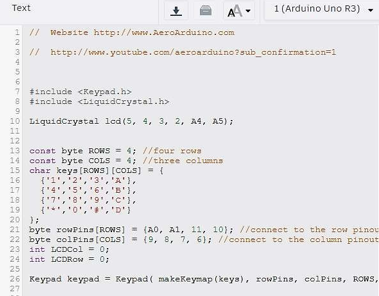 Text
1 (Arduino Uno R3)
1 // Website http://www.AeroArduino.com
2
3 // http://www.youtube.com/aeroarduino?sub_confirmation=1
4
5
6
7 #include <Keypad.h>
8 #include <LiquidCrystal.h>
9
10 LiquidCrystal lcd(5, 4, 3, 2, A4, A5);
11
12
13 const byte ROWS = 4; //four rows
14 const byte COLS = 4; //three columns
15 char keys[ROWS][COLS] = {
16 {'1','2','3','A'},
17 {'4','5','6','B'},
18 {'7','8','9','C'},
19 {'*','0','#','D'}
20 };
21 byte rowPins[ROWS] = {A0, A1, 11, 10}; //connect to the row pinou
22 byte colPins[COLS] = {9, 8, 7, 6}; //connect to the column pinout
23 int LCDCol = 0;
24 int LCDRow = 0;
25
26 Keypad keypad = Keypad( makeKeymap(keys), rowPins, colPins, ROWS,
27